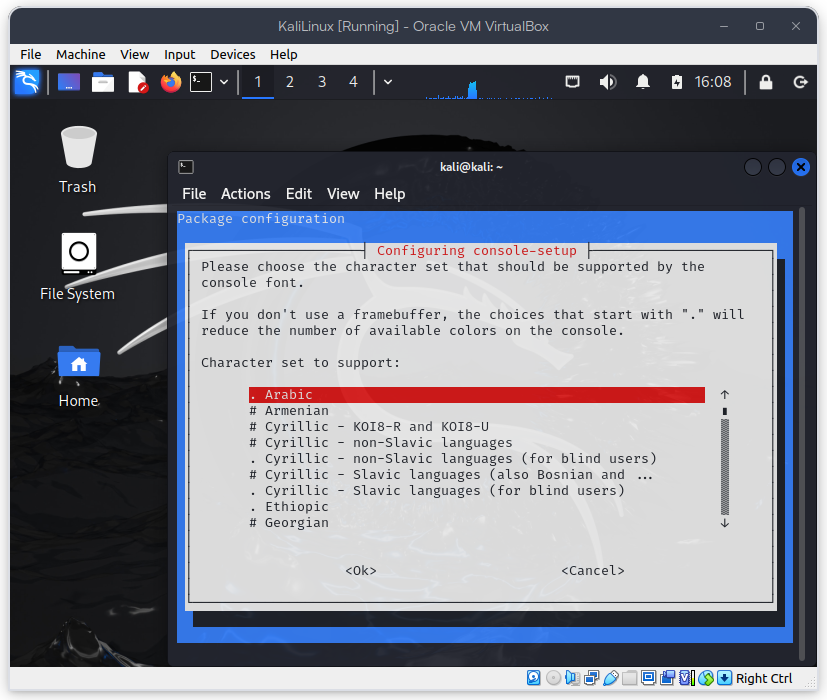 KaliLinux [Running] - Oracle VM VirtualBox
File Machine View Input Devices Help
1 2 3 4 16:08
Trash
File System
Home
kali@kali: ~
File Actions Edit View Help
Package configuration
Configuring console-setup
Please choose the character set that should be supported by the
console font.
If you don't use a framebuffer, the choices that start with "." will
reduce the number of available colors on the console.
Character set to support:
. Arabic
# Armenian
# Cyrillic - KOI8-R and KOI8-U
# Cyrillic - non-Slavic languages
. Cyrillic - non-Slavic languages (for blind users)
# Cyrillic - Slavic languages (also Bosnian and ...
. Cyrillic - Slavic languages (for blind users)
. Ethiopic
# Georgian
<Ok> <Cancel>
Right Ctrl